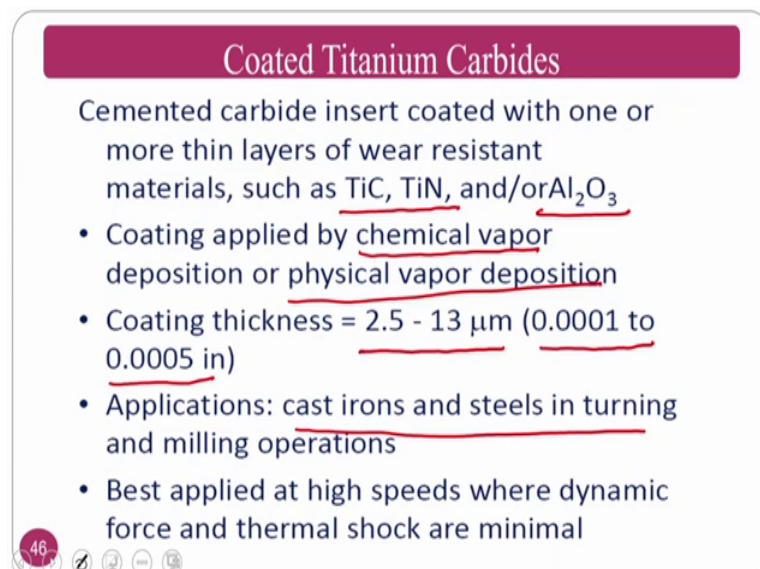 Coated Titanium Carbides
Cemented carbide insert coated with one or
more thin layers of wear resistant
materials, such as TiC, TiN, and/orAl₂O₃
• Coating applied by chemical vapor
deposition or physical vapor deposition
• Coating thickness = 2.5 - 13 μm (0.0001 to
0.0005 in)
• Applications: cast irons and steels in turning
and milling operations
• Best applied at high speeds where dynamic
force and thermal shock are minimal
46